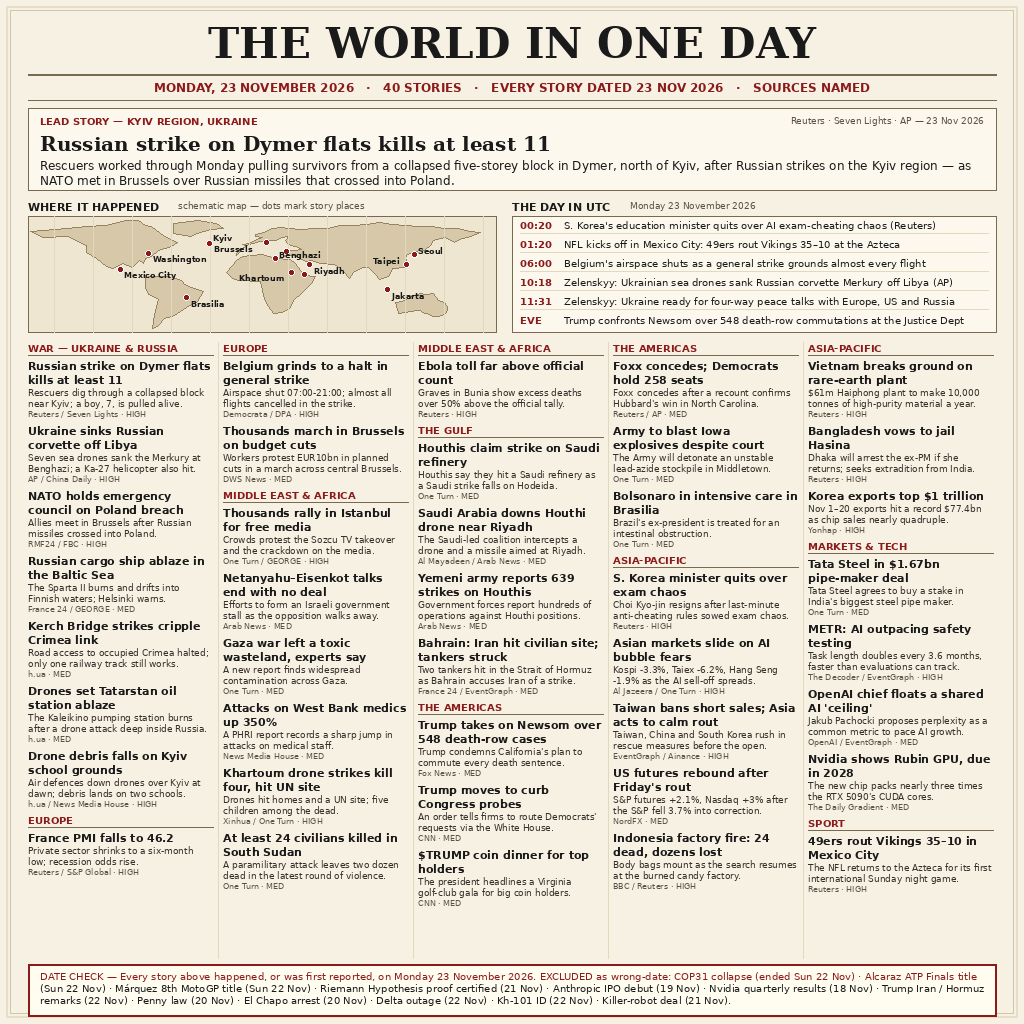 THE WORLD IN ONE DAY
MONDAY, 23 NOVEMBER 2026 · 40 STORIES · EVERY STORY DATED 23 NOV 2026 · SOURCES NAMED
LEAD STORY — KYIV REGION, UKRAINE
Reuters · Seven Lights · AP — 23 Nov 2026
Russian strike on Dymer flats kills at least 11
Rescuers worked through Monday pulling survivors from a collapsed five-storey block in Dymer, north of Kyiv, after Russian strikes on the Kyiv region — as
NATO met in Brussels over Russian missiles that crossed into Poland.
WHERE IT HAPPENED
schematic map — dots mark story places
Kyiv
Brussels
Washington
Mexico City
Brasilia
Benghazi
Khartoum
Riyadh
Taipei
Seoul
Jakarta
THE DAY IN UTC
Monday 23 November 2026
00:20 S. Korea's education minister quits over AI exam-cheating chaos (Reuters)
01:20 NFL kicks off in Mexico City: 49ers rout Vikings 35–10 at the Azteca
06:00 Belgium's airspace shuts as a general strike grounds almost every flight
10:18 Zelenskyy: Ukrainian sea drones sank Russian corvette Merkury off Libya (AP)
11:31 Zelenskyy: Ukraine ready for four-way peace talks with Europe, US and Russia
EVE Trump confronts Newsom over 548 death-row commutations at the Justice Dept
WAR — UKRAINE & RUSSIA
Russian strike on Dymer flats
kills at least 11
Rescuers dig through a collapsed block
near Kyiv; a boy, 7, is pulled alive.
Reuters / Seven Lights · HIGH
Ukraine sinks Russian
corvette off Libya
Seven sea drones sank the Merkury at
Benghazi; a Ka-27 helicopter also hit.
AP / China Daily · HIGH
NATO holds emergency
council on Poland breach
Allies meet in Brussels after Russian
missiles crossed into Poland.
RMF24 / FBC · HIGH
Russian cargo ship ablaze in
the Baltic Sea
The Sparta II burns and drifts into
Finnish waters; Helsinki warns.
France 24 / GEORGE · MED
Kerch Bridge strikes cripple
Crimea link
Road access to occupied Crimea halted;
only one railway track still works.
h.ua · MED
Drones set Tatarstan oil
station ablaze
The Kaleikino pumping station burns
after a drone attack deep inside Russia.
h.ua · MED
Drone debris falls on Kyiv
school grounds
Air defences down drones over Kyiv at
dawn; debris lands on two schools.
h.ua / News Media House · HIGH
EUROPE
France PMI falls to 46.2
Private sector shrinks to a six-month
low; recession odds rise.
Reuters / S&P Global · HIGH
EUROPE
Belgium grinds to a halt in
general strike
Airspace shut 07:00-21:00; almost all
flights cancelled in the strike.
Democrata / DPA · HIGH
Thousands march in Brussels
on budget cuts
Workers protest EUR10bn in planned
cuts in a march across central Brussels.
DWS News · MED
MIDDLE EAST & AFRICA
Thousands rally in Istanbul
for free media
Crowds protest the Sozcu TV takeover
and the crackdown on the media.
One Turn / GEORGE · MED
Netanyahu–Eisenkot talks
end with no deal
Efforts to form an Israeli government
stall as the opposition walks away.
Arab News · MED
Gaza war left a toxic
wasteland, experts say
A new report finds widespread
contamination across Gaza.
One Turn · MED
Attacks on West Bank medics
up 350%
A PHRI report records a sharp jump in
attacks on medical staff.
News Media House · MED
Khartoum drone strikes kill
four, hit UN site
Drones hit homes and a UN site; five
children among the dead.
Xinhua / One Turn · HIGH
At least 24 civilians killed in
South Sudan
A paramilitary attack leaves two dozen
dead in the latest round of violence.
One Turn · MED
MIDDLE EAST & AFRICA
Ebola toll far above official
count
Graves in Bunia show excess deaths
over 50% above the official tally.
Reuters · HIGH
THE GULF
Houthis claim strike on Saudi
refinery
Houthis say they hit a Saudi refinery as
a Saudi strike falls on Hodeida.
One Turn · MED
Saudi Arabia downs Houthi
drone near Riyadh
The Saudi-led coalition intercepts a
drone and a missile aimed at Riyadh.
Al Mayadeen / Arab News · MED
Yemeni army reports 639
strikes on Houthis
Government forces report hundreds of
operations against Houthi positions.
Arab News · MED
Bahrain: Iran hit civilian site;
tankers struck
Two tankers hit in the Strait of Hormuz
as Bahrain accuses Iran of a strike.
France 24 / EventGraph · MED
THE AMERICAS
Trump takes on Newsom over
548 death-row cases
Trump condemns California's plan to
commute every death sentence.
Fox News · MED
Trump moves to curb
Congress probes
An order tells firms to route Democrats'
requests via the White House.
CNN · MED
$TRUMP coin dinner for top
holders
The president headlines a Virginia
golf-club gala for big coin holders.
CNN · MED
THE AMERICAS
Foxx concedes; Democrats
hold 258 seats
Foxx concedes after a recount confirms
Hubbard's win in North Carolina.
Reuters / AP · MED
Army to blast Iowa
explosives despite court
The Army will detonate an unstable
lead-azide stockpile in Middletown.
One Turn · MED
Bolsonaro in intensive care in
Brasilia
Brazil's ex-president is treated for an
intestinal obstruction.
One Turn · MED
ASIA-PACIFIC
S. Korea minister quits over
exam chaos
Choi Kyo-jin resigns after last-minute
anti-cheating rules sowed exam chaos.
Reuters · HIGH
Asian markets slide on AI
bubble fears
Kospi -3.3%, Taiex -6.2%, Hang Seng
-1.9% as the AI sell-off spreads.
Al Jazeera / One Turn · HIGH
Taiwan bans short sales; Asia
acts to calm rout
Taiwan, China and South Korea rush in
rescue measures before the open.
EventGraph / Ainance · HIGH
US futures rebound after
Friday's rout
S&P futures +2.1%, Nasdaq +3% after
the S&P fell 3.7% into correction.
NordFX · MED
Indonesia factory fire: 24
dead, dozens lost
Body bags mount as the search resumes
at the burned candy factory.
BBC / Reuters · HIGH
ASIA-PACIFIC
Vietnam breaks ground on
rare-earth plant
$61m Haiphong plant to make 10,000
tonnes of high-purity material a year.
Reuters · HIGH
Bangladesh vows to jail
Hasina
Dhaka will arrest the ex-PM if she
returns; seeks extradition from India.
Reuters · HIGH
Korea exports top $1 trillion
Nov 1–20 exports hit a record $77.4bn
as chip sales nearly quadruple.
Yonhap · HIGH
MARKETS & TECH
Tata Steel in $1.67bn
pipe-maker deal
Tata Steel agrees to buy a stake in
India's biggest steel pipe maker.
One Turn · MED
METR: AI outpacing safety
testing
Task length doubles every 3.6 months,
faster than evaluations can track.
The Decoder / EventGraph · HIGH
OpenAI chief floats a shared
AI 'ceiling'
Jakub Pachocki proposes perplexity as a
common metric to pace AI growth.
OpenAI / EventGraph · MED
Nvidia shows Rubin GPU, due
in 2028
The new chip packs nearly three times
the RTX 5090's CUDA cores.
The Daily Gradient · MED
SPORT
49ers rout Vikings 35–10 in
Mexico City
The NFL returns to the Azteca for its first
international Sunday night game.
Reuters · HIGH
DATE CHECK — Every story above happened, or was first reported, on Monday 23 November 2026. EXCLUDED as wrong-date: COP31 collapse (ended Sun 22 Nov) · Alcaraz ATP Finals title
(Sun 22 Nov) · Márquez 8th MotoGP title (Sun 22 Nov) · Riemann Hypothesis proof certified (21 Nov) · Anthropic IPO debut (19 Nov) · Nvidia quarterly results (18 Nov) · Trump Iran / Hormuz
remarks (22 Nov) · Penny law (20 Nov) · El Chapo arrest (20 Nov) · Delta outage (22 Nov) · Kh-101 ID (22 Nov) · Killer-robot deal (21 Nov).